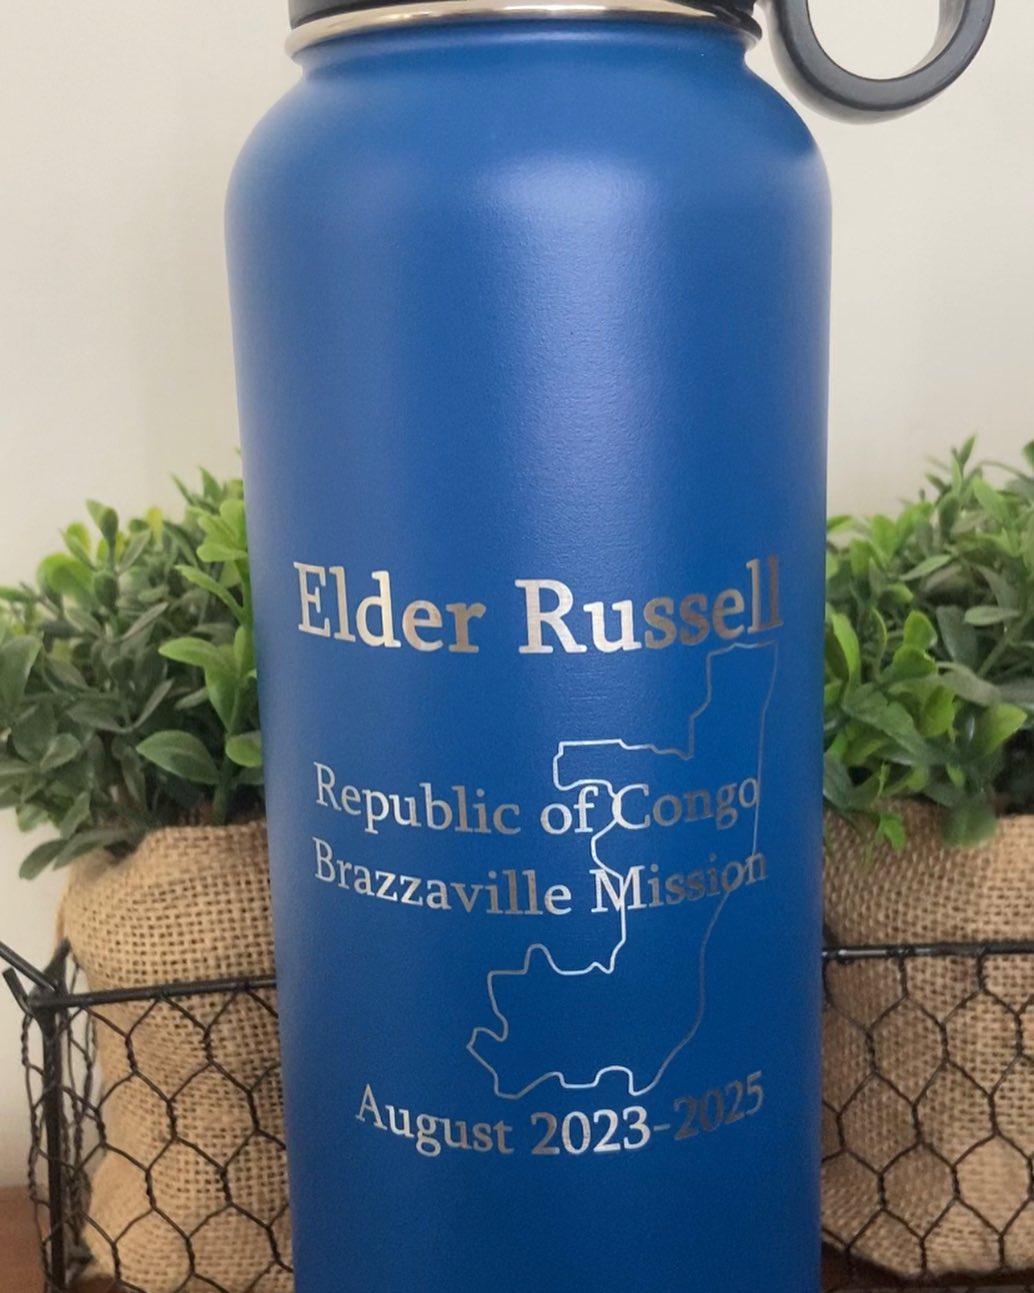 Elder Russell
Republic of Congo
Brazzaville Mission
August 2023-2025